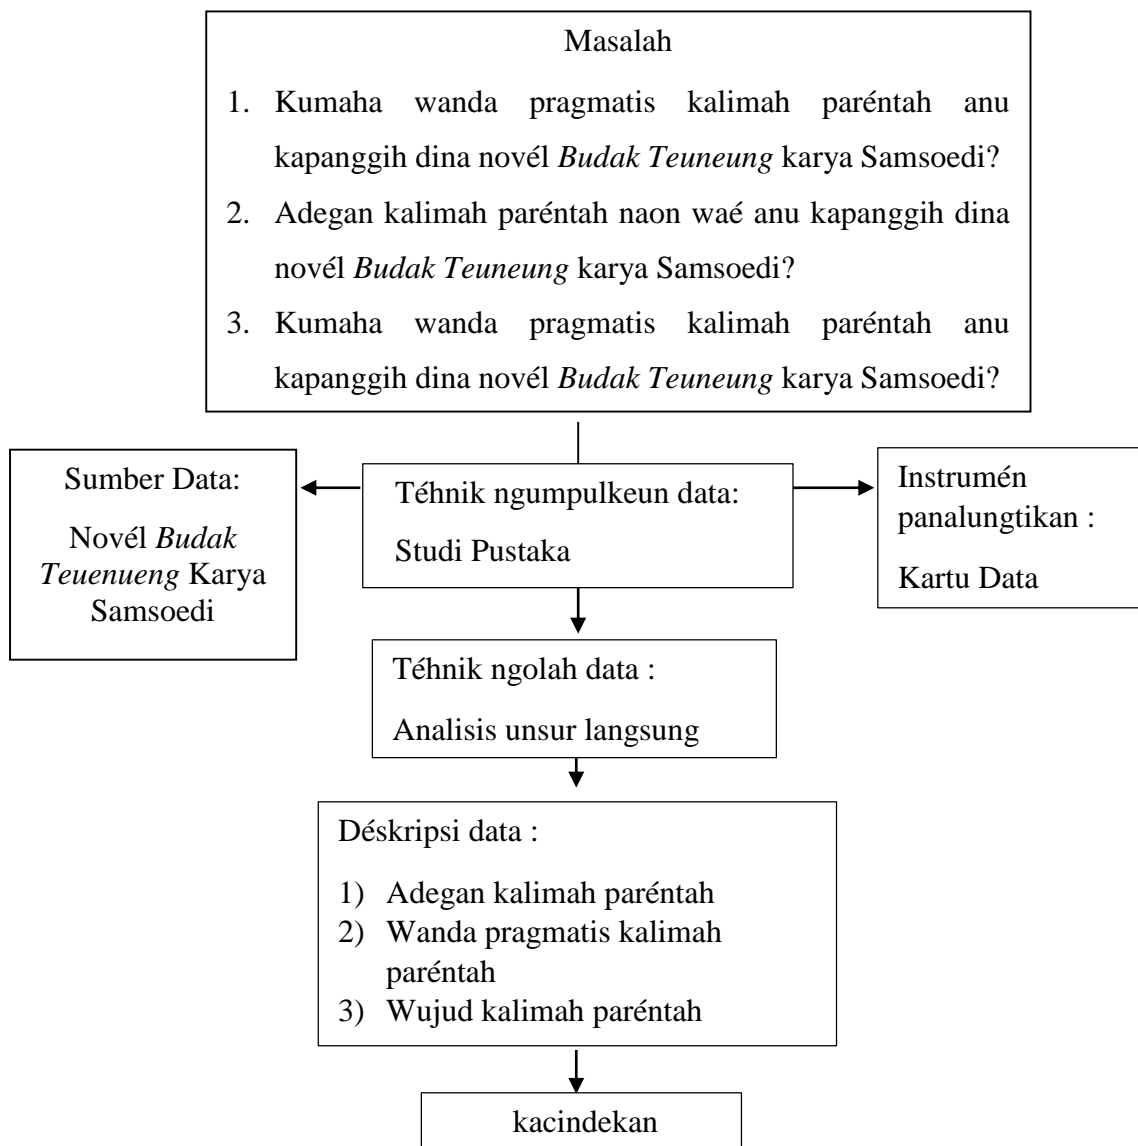 Masalah
1. Kumaha wanda pragmatis kalimah paréntah anu
kapanggih dina novél Budak Teuneung karya Samsoedi?
2. Adegan kalimah paréntah naon waé anu kapanggih dina
novél Budak Teuneung karya Samsoedi?
3. Kumaha wanda pragmatis kalimah paréntah anu
kapanggih dina novél Budak Teuneung karya Samsoedi?
Sumber Data:
Novél Budak
Teuenueng Karya
Samsoedi
Téhnik ngumpulkeun data:
Studi Pustaka
Instrumén
panalungtikan :
Kartu Data
Téhnik ngolah data :
Analisis unsur langsung
Déskripsi data :
1) Adegan kalimah paréntah
2) Wanda pragmatis kalimah
paréntah
3) Wujud kalimah paréntah
kacindekan